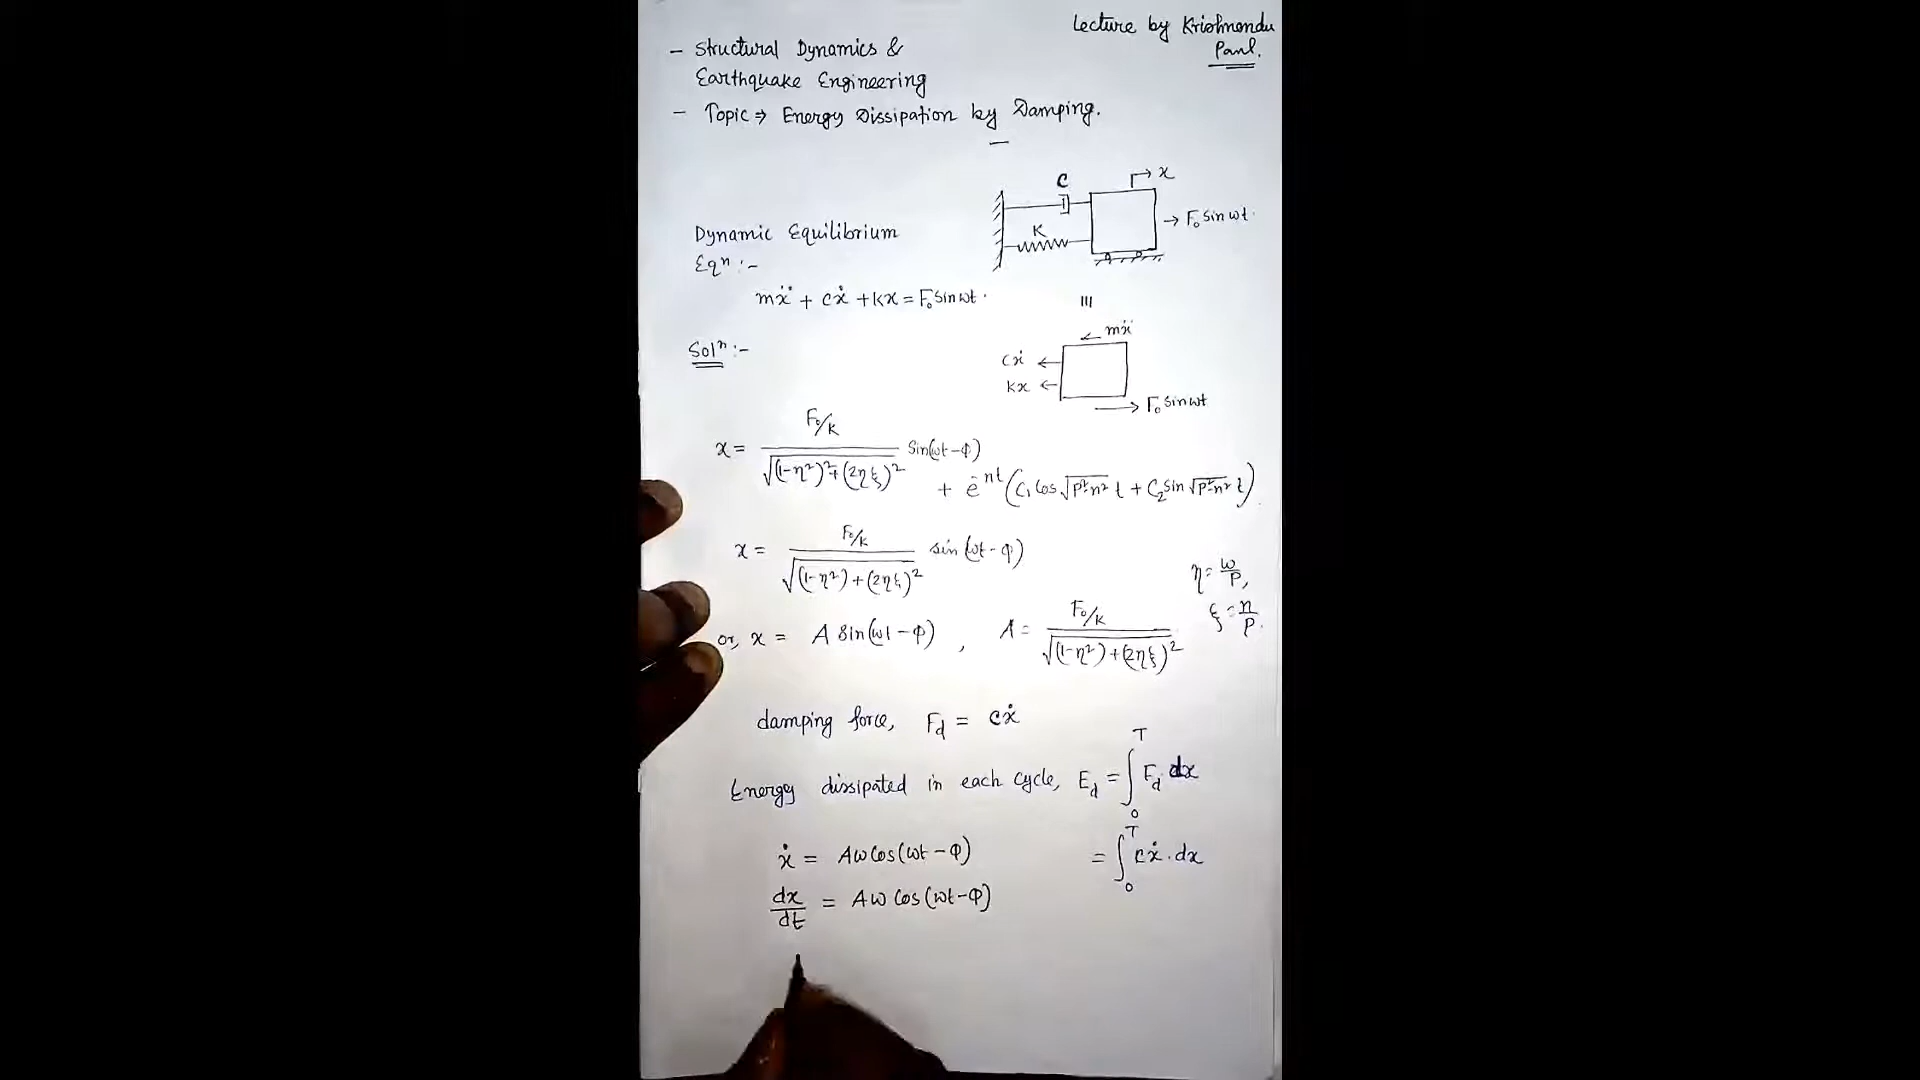 Lecture by Krishnendu
Paul.
- Structural Dynamics &
Earthquake Engineering
- Topic ⇒ Energy Dissipation by Damping.
C
→ x
K
→ F₀ sin ωt.
Dynamic Equilibrium
Eqⁿ :-
mẍ + cẋ + kx = F₀ sin ωt.
|||
← mẍ
cẋ ←
kx ←
→ F₀ sin ωt
Solⁿ :-
x = (F₀/K) / √((1-η²)² + (2ηξ)²) Sin(ωt-φ)
+ e^-nt (C₁ Cos √(p²-n²) t + C₂ Sin √(p²-n²) t)
x = (F₀/K) / √((1-η²) + (2ηξ)²) sin (ωt-φ)
η = ω/p,
ξ = n/p.
or, x = A Sin(ωt - φ) , A = (F₀/K) / √((1-η²) + (2ηξ)²)
damping force, F_d = cẋ
Energy dissipated in each cycle, E_d = ∫₀ᵀ F_d. dx
= ∫₀ᵀ cẋ . dx
ẋ = Aω Cos(ωt - φ)
dx/dt = Aω Cos (ωt-φ)